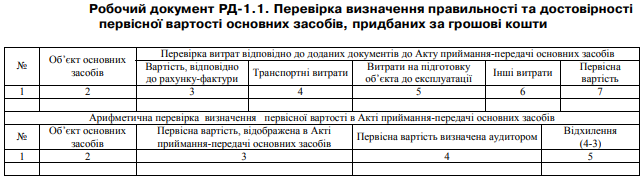 Робочий документ РД-1.1. Перевірка визначення правильності та достовірності
первісної вартості основних засобів, придбаних за грошові кошти
№ Об’єкт основних засобів Перевірка витрат відповідно до доданих документів до Акту приймання-передачі основних засобів
Вартість, відповідно до рахунку-фактури Транспортні витрати Витрати на підготовку об’єкта до експлуатації Інші витрати Первісна вартість
1 2 3 4 5 6 7
Арифметична перевірка визначення первісної вартості в Акті приймання-передачі основних засобів
№ Об’єкт основних засобів Первісна вартість, відображена в Акті приймання-передачі основних засобів Первісна вартість визначена аудитором Відхилення (4-3)
1 2 3 4 5